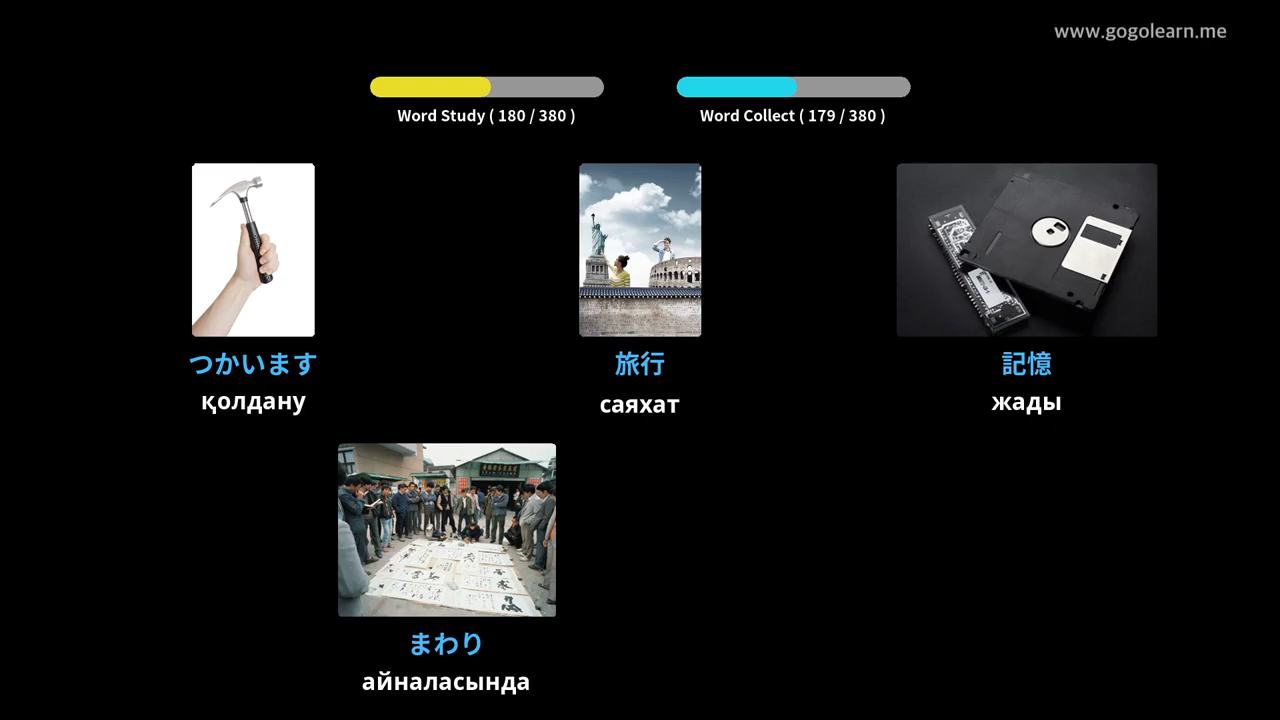 www.gogolearn.me
Word Study ( 180 / 380 )
Word Collect ( 179 / 380 )
つかいます
қолдану
旅行
саяхат
記憶
жады
まわり
айналасында